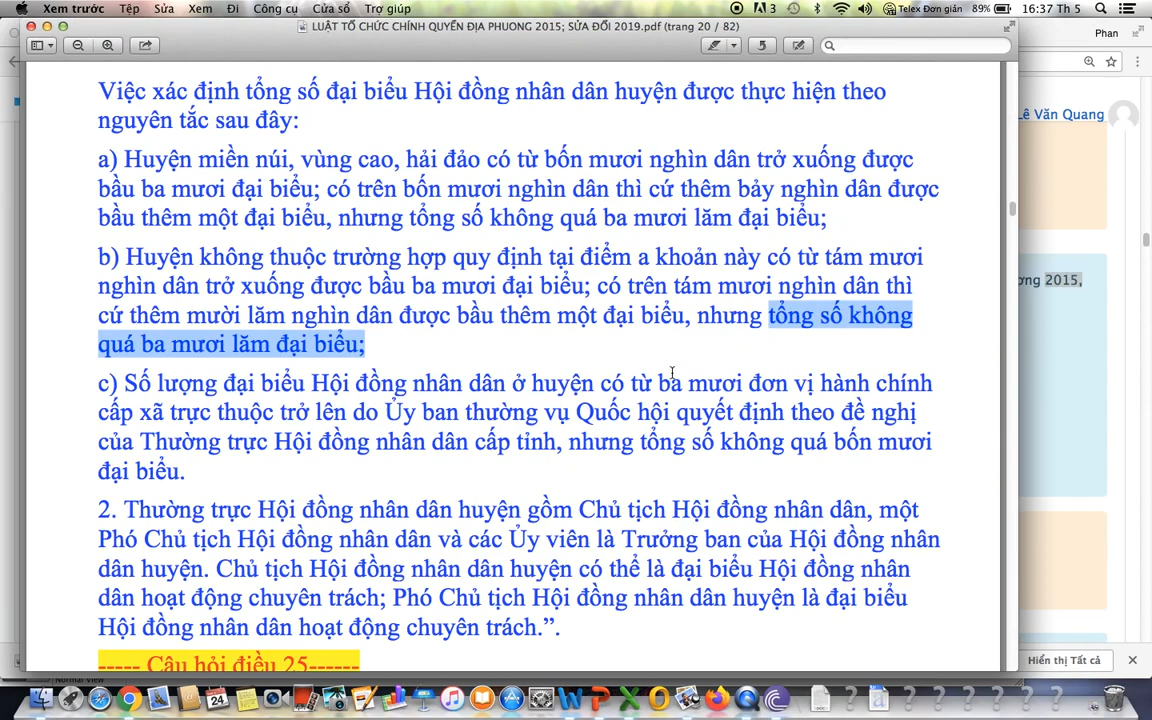 Xem trước Tệp Sửa Xem Đi Công cụ Cửa sổ Trợ giúp 3 Telex Đơn giản 89% 16:37 Th 5
LUẬT TỔ CHỨC CHÍNH QUYỀN ĐỊA PHUONG 2015; SỬA ĐỔI 2019.pdf (trang 20 / 82)
Phan
Việc xác định tổng số đại biểu Hội đồng nhân dân huyện được thực hiện theo
nguyên tắc sau đây:
a) Huyện miền núi, vùng cao, hải đảo có từ bốn mươi nghìn dân trở xuống được
bầu ba mươi đại biểu; có trên bốn mươi nghìn dân thì cứ thêm bảy nghìn dân được
bầu thêm một đại biểu, nhưng tổng số không quá ba mươi lăm đại biểu;
b) Huyện không thuộc trường hợp quy định tại điểm a khoản này có từ tám mươi
nghìn dân trở xuống được bầu ba mươi đại biểu; có trên tám mươi nghìn dân thì
cứ thêm mười lăm nghìn dân được bầu thêm một đại biểu, nhưng tổng số không
quá ba mươi lăm đại biểu;
c) Số lượng đại biểu Hội đồng nhân dân ở huyện có từ ba mươi đơn vị hành chính
cấp xã trực thuộc trở lên do Ủy ban thường vụ Quốc hội quyết định theo đề nghị
của Thường trực Hội đồng nhân dân cấp tỉnh, nhưng tổng số không quá bốn mươi
đại biểu.
2. Thường trực Hội đồng nhân dân huyện gồm Chủ tịch Hội đồng nhân dân, một
Phó Chủ tịch Hội đồng nhân dân và các Ủy viên là Trưởng ban của Hội đồng nhân
dân huyện. Chủ tịch Hội đồng nhân dân huyện có thể là đại biểu Hội đồng nhân
dân hoạt động chuyên trách; Phó Chủ tịch Hội đồng nhân dân huyện là đại biểu
Hội đồng nhân dân hoạt động chuyên trách.”.
----- Câu hỏi điều 25------
Lê Văn Quang
ơng 2015,
Hiển thị Tất cả